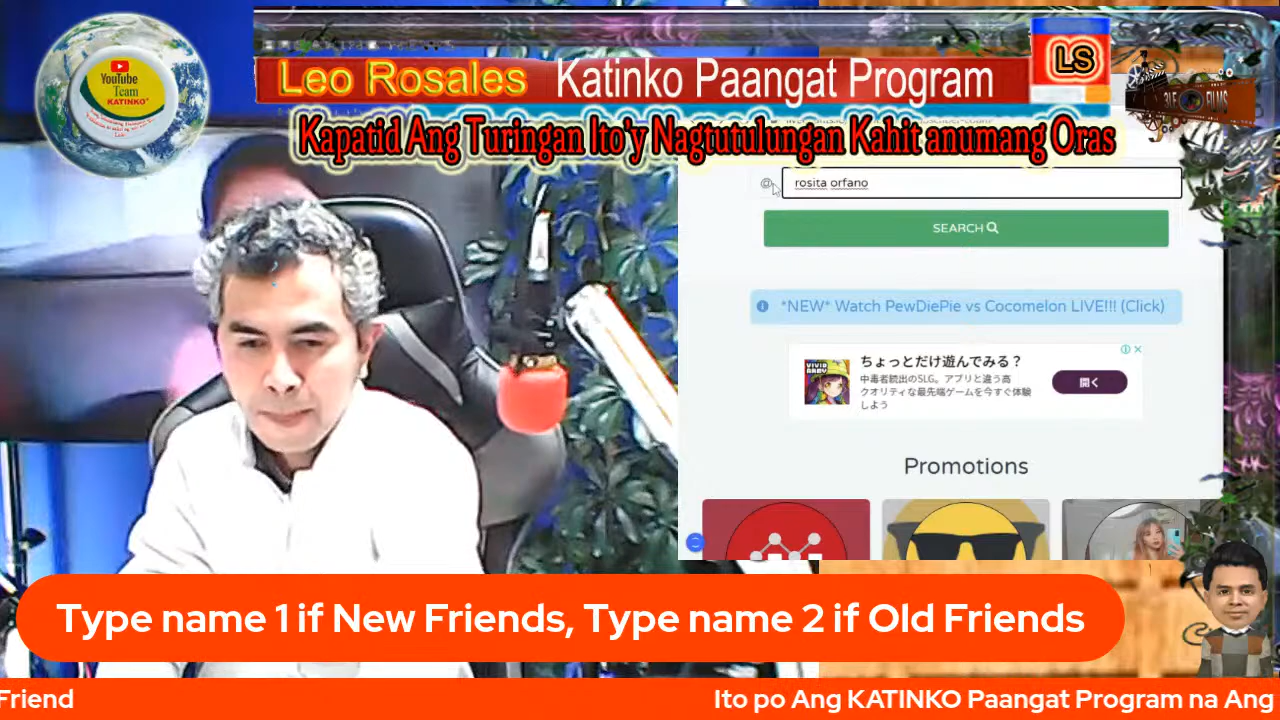 YouTube
Team
KATINKO
Leo Rosales Katinko Paangat Program
LS
3LE FILMS
Kapatid Ang Turingan Ito'y Nagtutulungan Kahit anumang Oras
@ rosita orfano
SEARCH
*NEW* Watch PewDiePie vs Cocomelon LIVE!!! (Click)
VIVID ARMY
ちょっとだけ遊んでみる？
中毒者続出のSLG。アプリと違う高
クオリティな最先端ゲームを今すぐ体験
しよう
開く
Promotions
Type name 1 if New Friends, Type name 2 if Old Friends
Friend
Ito po Ang KATINKO Paangat Program na Ang